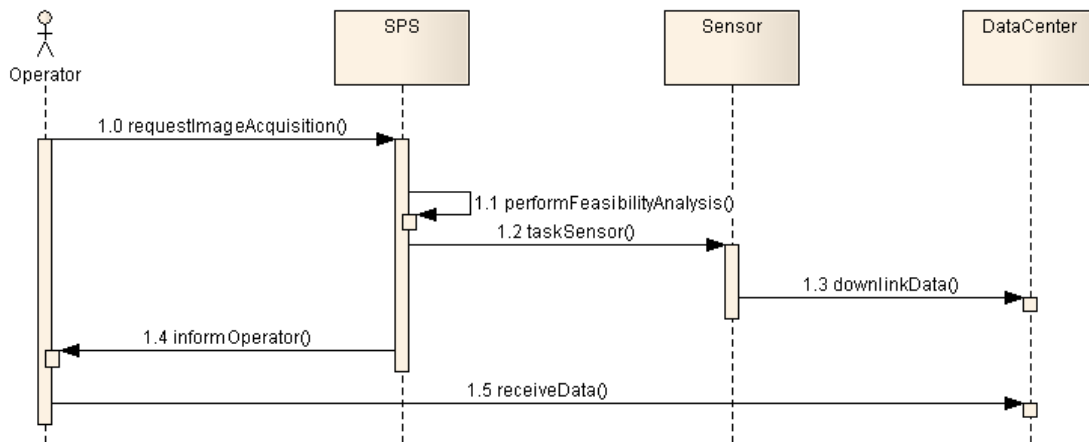 SPS
Sensor
DataCenter
Operator
1.0 requestImageAcquisition()
1.1 performFeasibilityAnalysis()
1.2 taskSensor()
1.3 downlinkData()
1.4 informOperator()
1.5 receiveData()